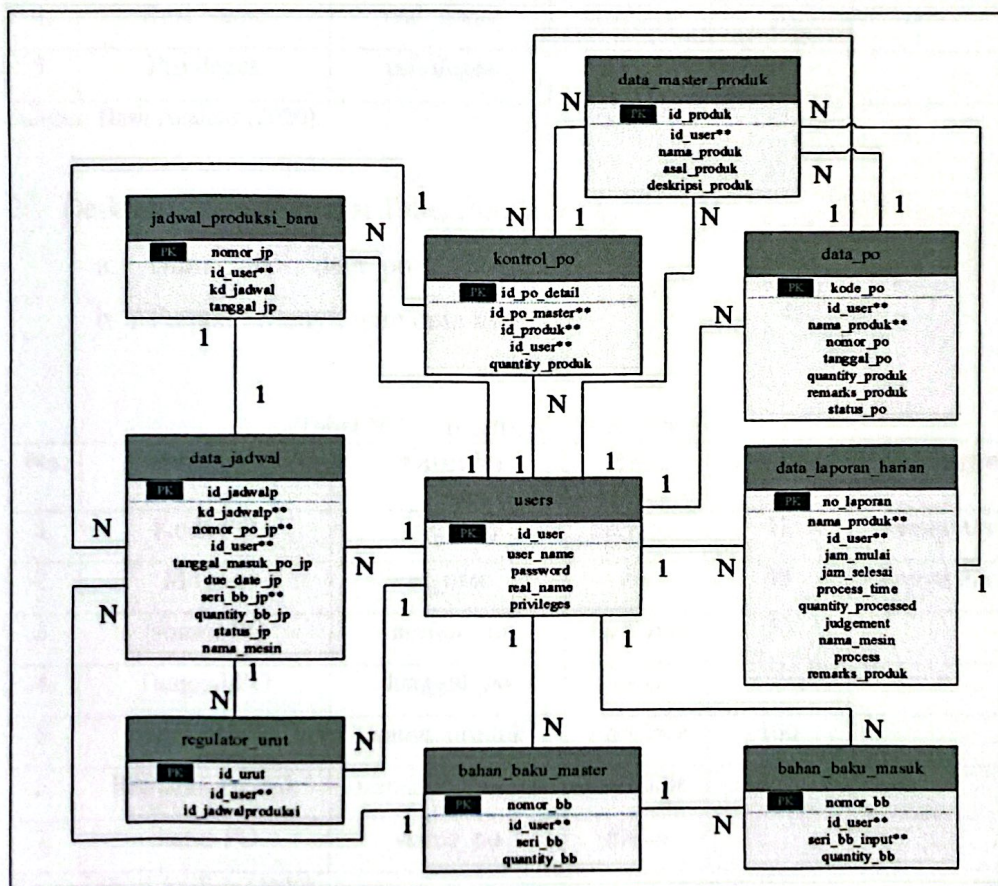 data_master_produk
PK id_produk
id_user**
nama_produk
asal_produk
deskripsi_produk
N
N
N
N
N
1
1
1
jadwal_produksi_baru
PK nomor_jp
id_user**
kd_jadwal
tanggal_jp
1
N
1
N
kontrol_po
PK id_po_detail
id_po_master**
id_produk**
id_user**
quantity_produk
N
data_po
PK kode_po
id_user**
nama_produk**
nomor_po
tanggal_po
quantity_produk
remarks_produk
status_po
N
1
data_jadwal
PK id_jadwalp
kd_jadwalp**
nomor_po_jp**
id_user**
tanggal_masuk_po_jp
due_date_jp
seri_bb_jp**
quantity_bb_jp
status_jp
nama_mesin
N
N
N
1
1
1
1
1
users
PK id_user
user_name
password
real_name
privileges
1
1
1
1
1
data_laporan_harian
PK no_laporan
nama_produk**
id_user**
jam_mulai
jam_selesai
process_time
quantity_processed
judgement
nama_mesin
process
remarks_produk
N
1
N
regulator_urut
PK id_urut
id_user**
id_jadwalprodukai
N
N
bahan_baku_master
PK nomor_bb
id_user**
seri_bb
quantity_bb
1
1
N
bahan_baku_masuk
PK nomor_bb
id_user**
seri_bb_input**
quantity_bb
N